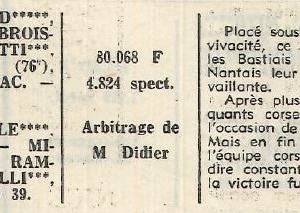 D*****,
BROIS-
TTI***,
(76"),
AC. —
LE****
— MI-
RAM-
LLI***,
39.
80.068 F
4.824 spect.
Arbitrage de
M Didier
Placé sous
vivacité, ce
les Bastiais
Nantais leur
vaillante.
Après plus
quants corse
l'occasion de
Mais en fin
l'équipe cors
dire constant
la victoire fu